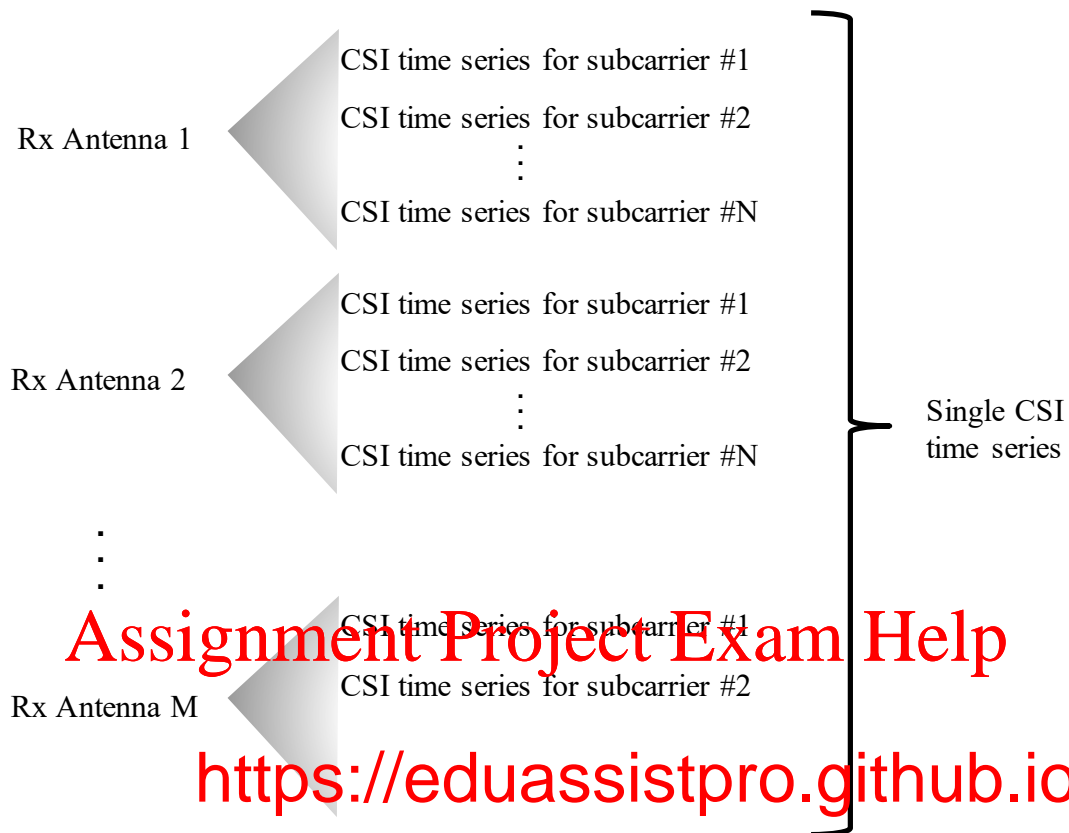 CSI time series for subcarrier #1
Rx Antenna 1
CSI time series for subcarrier #2
CSI time series for subcarrier #N
CSI time series for subcarrier #1
Rx Antenna 2
CSI time series for subcarrier #2
CSI time series for subcarrier #N
Single CSI
time series
CSI time series for subcarrier #1
Assignment Project Exam Help
Rx Antenna M
CSI time series for subcarrier #2
https://eduassistpro.github.io